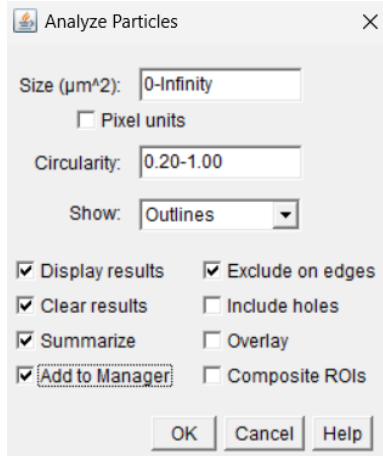 Analyze Particles
Size (µm^2): 0-Infinity
Pixel units
Circularity: 0.20-1.00
Show: Outlines
Display results Exclude on edges
Clear results Include holes
Summarize Overlay
Add to Manager Composite ROIs
OK Cancel Help